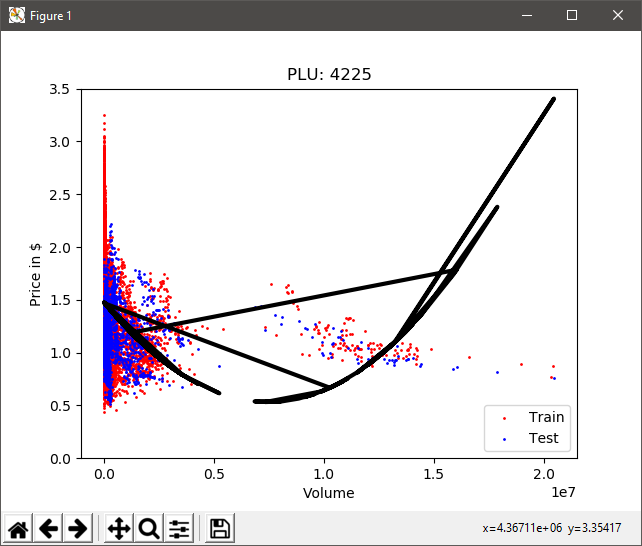 Figure 1
PLU: 4225
3.5
3.0
2.5
2.0
1.5
1.0
0.5
0.0
Price in $
0.0 0.5 1.0 1.5 2.0
1e7
Volume
Train
Test
x=4.36711e+06 y=3.35417